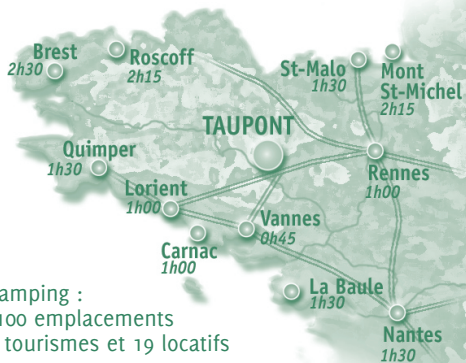 Brest
2h30
Roscoff
2h15
St-Malo
1h30
Mont
St-Michel
2h15
TAUPONT
Quimper
1h30
Rennes
1h00
Lorient
1h00
Vannes
0h45
Carnac
1h00
La Baule
1h30
Nantes
1h30
amping :
100 emplacements
tourismes et 19 locatifs